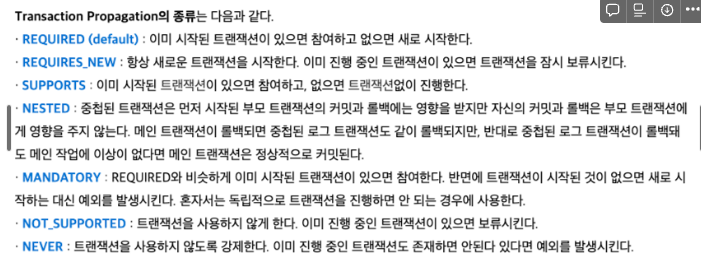 Transaction Propagation의 종류는 다음과 같다.
· REQUIRED (default) : 이미 시작된 트랜잭션이 있으면 참여하고 없으면 새로 시작한다.
· REQUIRES_NEW : 항상 새로운 트랜잭션을 시작한다. 이미 진행 중인 트랜잭션이 있으면 트랜잭션을 잠시 보류시킨다.
· SUPPORTS : 이미 시작된 트랜잭션이 있으면 참여하고, 없으면 트랜잭션없이 진행한다.
· NESTED : 중첩된 트랜잭션은 먼저 시작된 부모 트랜잭션의 커밋과 롤백에는 영향을 받지만 자신의 커밋과 롤백은 부모 트랜잭션에
게 영향을 주지 않는다. 메인 트랜잭션이 롤백되면 중첩된 로그 트랜잭션도 같이 롤백되지만, 반대로 중첩된 로그 트랜잭션이 롤백돼
도 메인 작업에 이상이 없다면 메인 트랜잭션은 정상적으로 커밋된다.
· MANDATORY : REQUIRED와 비슷하게 이미 시작된 트랜잭션이 있으면 참여한다. 반면에 트랜잭션이 시작된 것이 없으면 새로 시
작하는 대신 예외를 발생시킨다. 혼자서는 독립적으로 트랜잭션을 진행하면 안 되는 경우에 사용한다.
· NOT_SUPPORTED : 트랜잭션을 사용하지 않게 한다. 이미 진행 중인 트랜잭션이 있으면 보류시킨다.
· NEVER : 트랜잭션을 사용하지 않도록 강제한다. 이미 진행 중인 트랜잭션도 존재하면 안된다 있다면 예외를 발생시킨다.